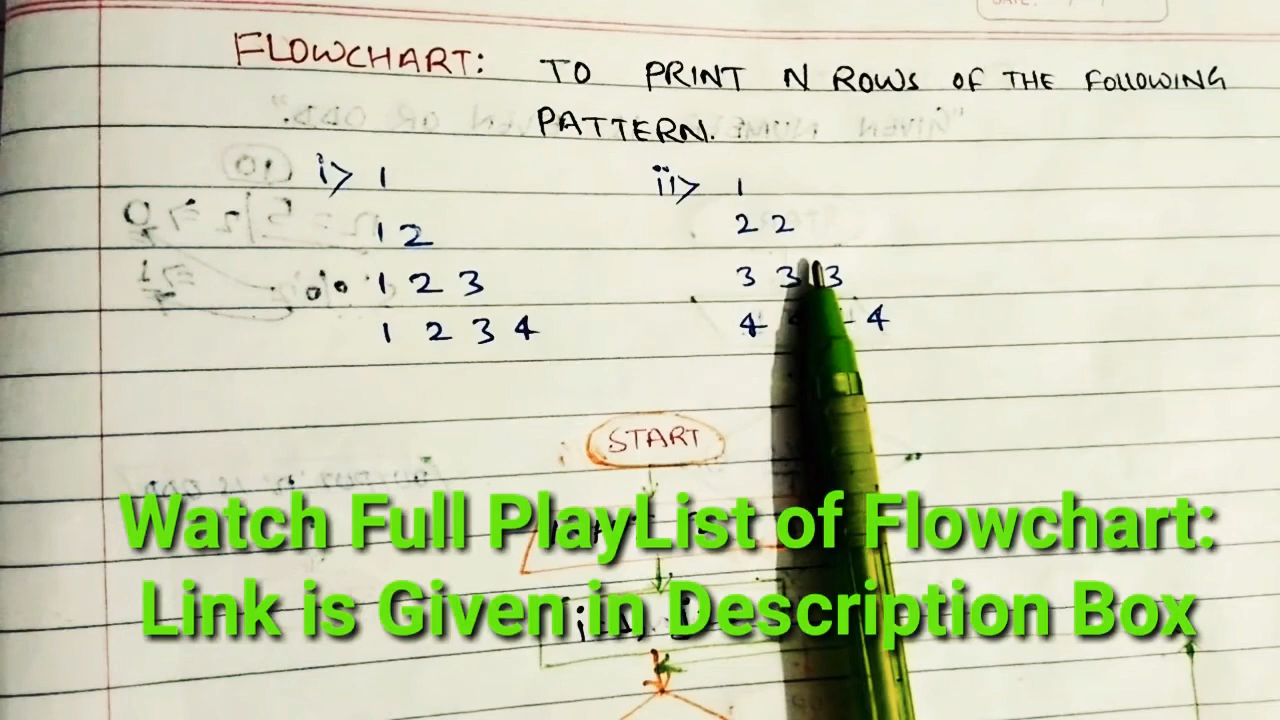 FLOWCHART: TO PRINT N ROWS OF THE FOLLOWING
PATTERN.
i> 1
1 2
1 2 3
1 2 3 4
ii> 1
2 2
3 3 3
4 4
START
Watch Full PlayList of Flowchart:
Link is Given in Description Box